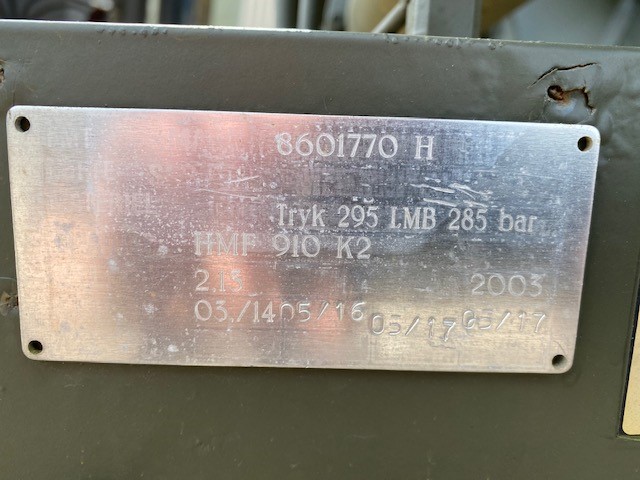 8601770 H
Tryk 295 LMB 285 bar
HMF 910 K2
2.13 2003
03./14 05/16 05/17 05/17